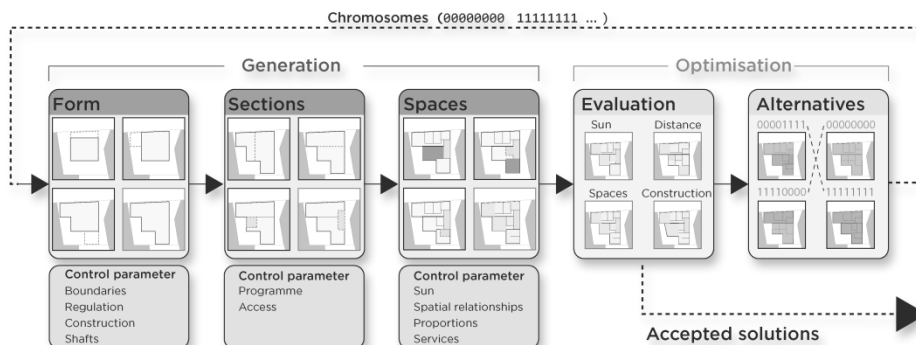 Chromosomes (00000000 11111111 ... )
Generation
Optimisation
Form
Sections
Spaces
Evaluation
Alternatives
Sun
Distance
Spaces
Construction
00001111
00000000
11110000
11111111
Control parameter
Boundaries
Regulation
Construction
Shafts
Control parameter
Programme
Access
Control parameter
Sun
Spatial relationships
Proportions
Services
Accepted solutions